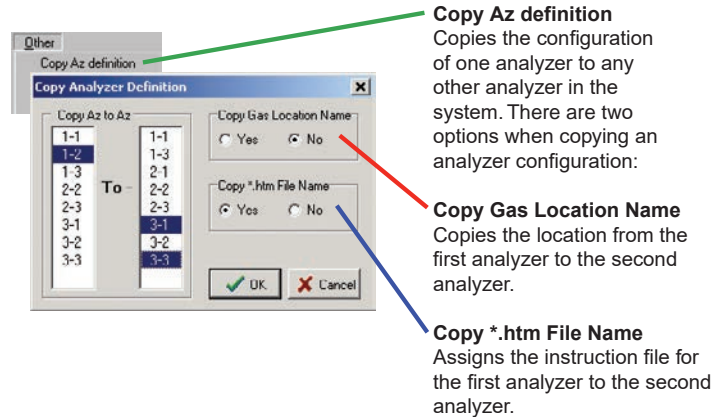 Other
Copy Az definition
Copy Analyzer Definition
Copy Az to Az
1-1
1-2
1-3
2-2
2-3
3-1
3-2
3-3
To -
1-1
1-3
2-1
2-2
2-3
3-1
3-2
3-3
Copy Gas Location Name
Yes No
Copy *.htm File Name
Yes No
OK Cancel
Copy Az definition
Copies the configuration
of one analyzer to any
other analyzer in the
system. There are two
options when copying an
analyzer configuration:
Copy Gas Location Name
Copies the location from the
first analyzer to the second
analyzer.
Copy *.htm File Name
Assigns the instruction file for
the first analyzer to the second
analyzer.